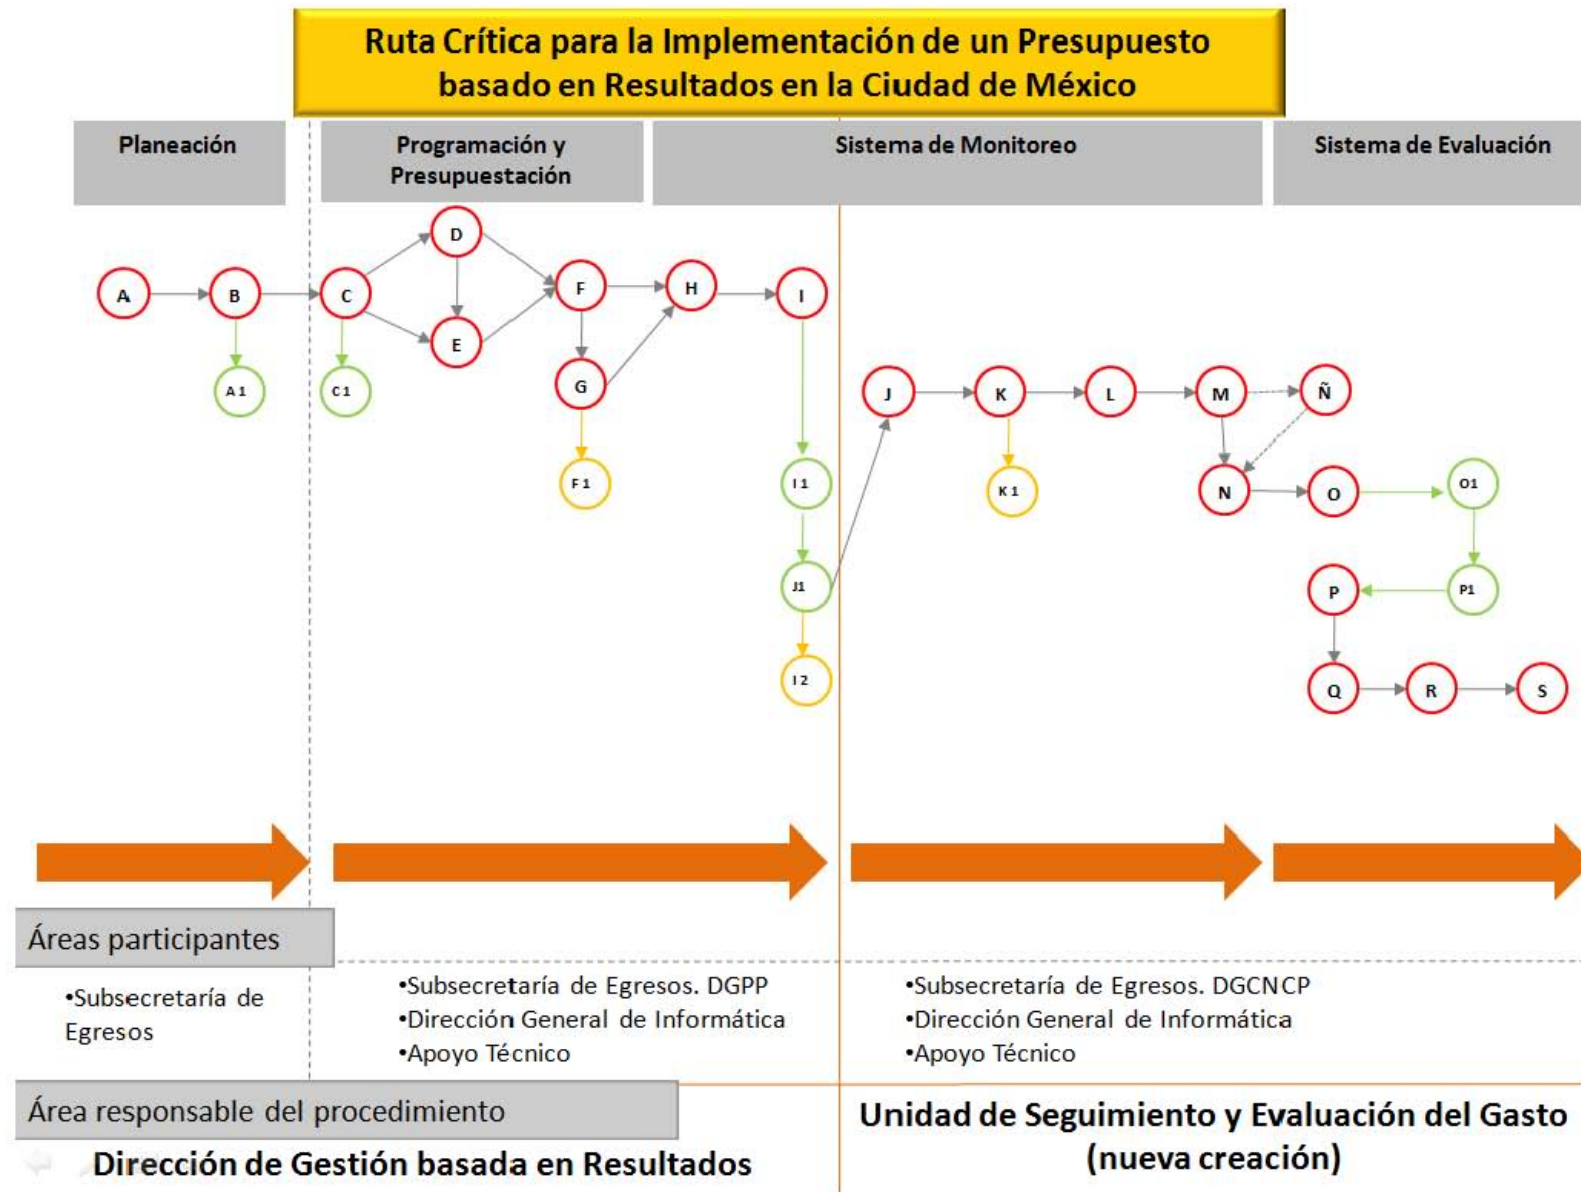 Ruta Crítica para la Implementación de un Presupuesto
basado en Resultados en la Ciudad de México
Planeación
Programación y
Presupuestación
Sistema de Monitoreo
Sistema de Evaluación
D
A
B
C
F
H
I
E
A 1
C 1
G
J
K
L
M
Ñ
F 1
I 1
K 1
N
O
O1
J1
P
P1
I 2
Q
R
S
Áreas participantes
•Subsecretaría de
Egresos
•Subsecretaría de Egresos. DGPP
•Dirección General de Informática
•Apoyo Técnico
•Subsecretaría de Egresos. DGCNCP
•Dirección General de Informática
•Apoyo Técnico
Área responsable del procedimiento
Dirección de Gestión basada en Resultados
Unidad de Seguimiento y Evaluación del Gasto
(nueva creación)